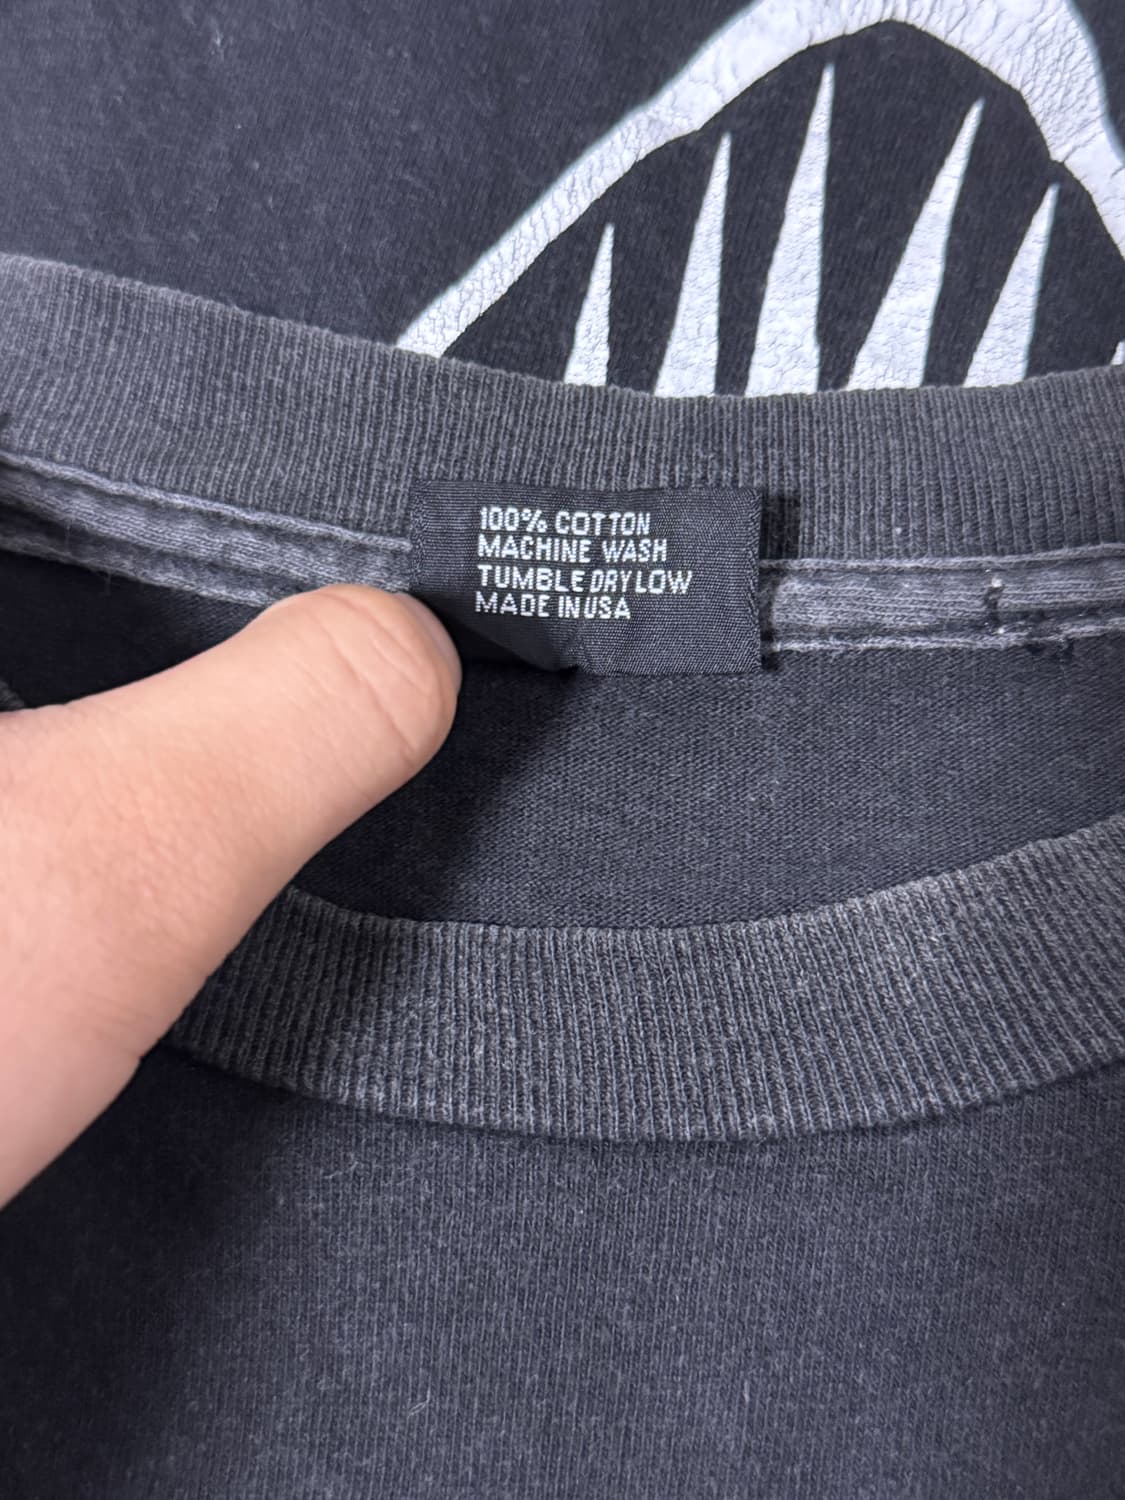 100% COTTON
MACHINE WASH
TUMBLE DRY LOW
MADE IN USA